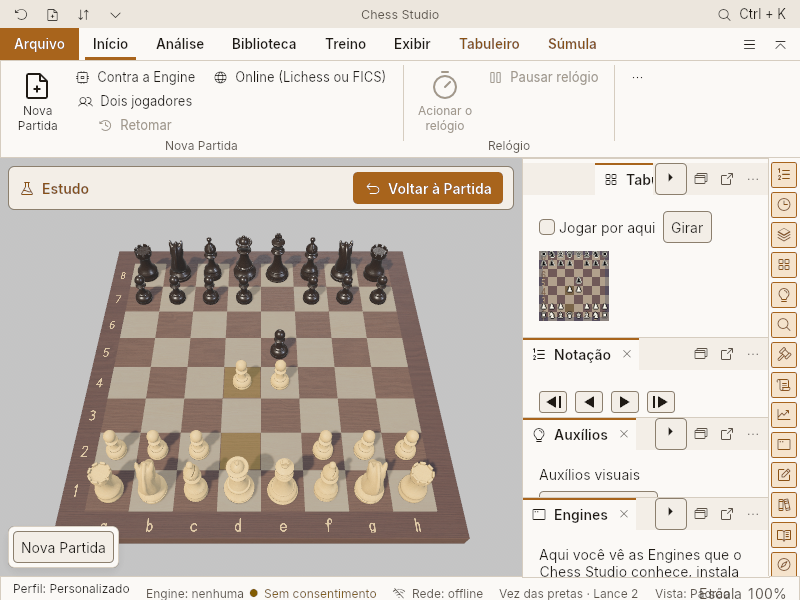 Chess Studio
Ctrl + K
Arquivo
Início
Análise
Biblioteca
Treino
Exibir
Tabuleiro
Súmula
Nova
Partida
Contra a Engine
Online (Lichess ou FICS)
Dois jogadores
Retomar
Nova Partida
Acionar o
relógio
Pausar relógio
...
Relógio
Estudo
Voltar à Partida
8
7
6
5
4
3
2
1
a b c d e f g h
Nova Partida
Jogar por aqui
Girar
Notação
Auxílios
Auxílios visuais
Engines
Aqui você vê as Engines que o
Chess Studio conhece, instala
Perfil: Personalizado
Engine: nenhuma
Sem consentimento
Rede: offline
Vez das pretas · Lance 2
Vista:
Escala 100%